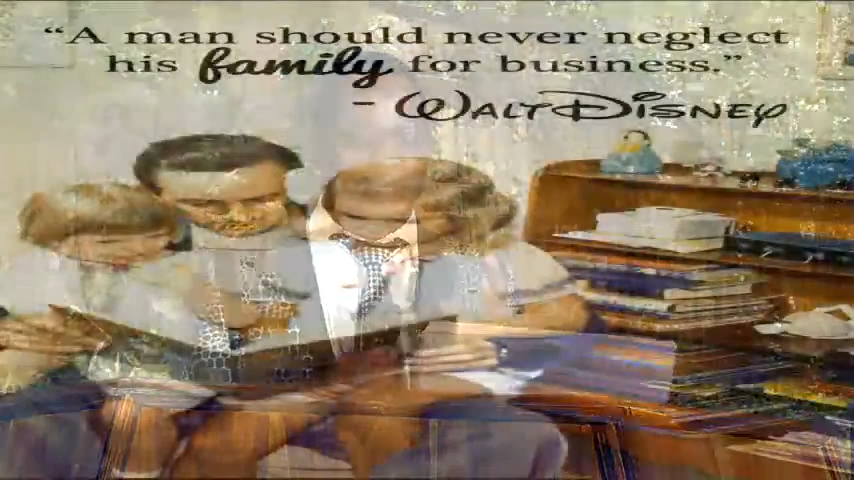 “A man should never neglect
his family for business.”
- WALT DISNEY